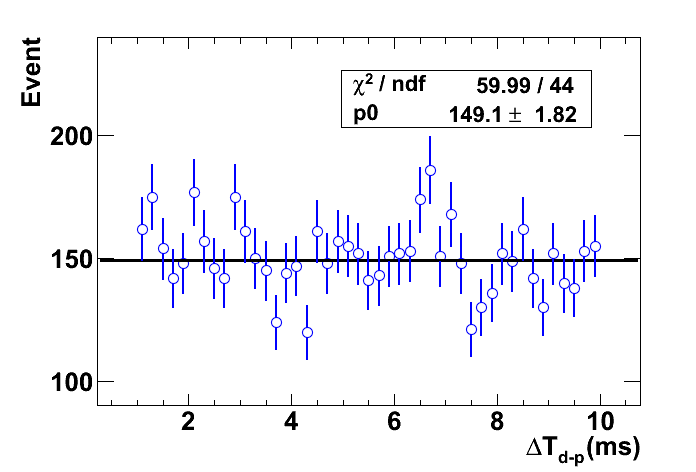 Event
χ² / ndf 59.99 / 44
p0 149.1 ± 1.82
200
150
100
2 4 6 8 10
ΔT_d-p(ms)